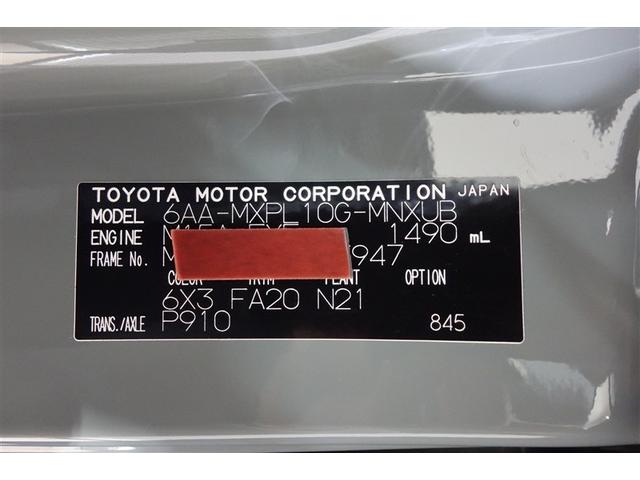 TOYOTA MOTOR CORPORATION JAPAN
MODEL 6AA-MXPL10G-MNXUB
ENGINE 1490 mL
FRAME No. 947
COLOR TRIM PLANT OPTION
6X3 FA20 N21
TRANS./AXLE P910 845